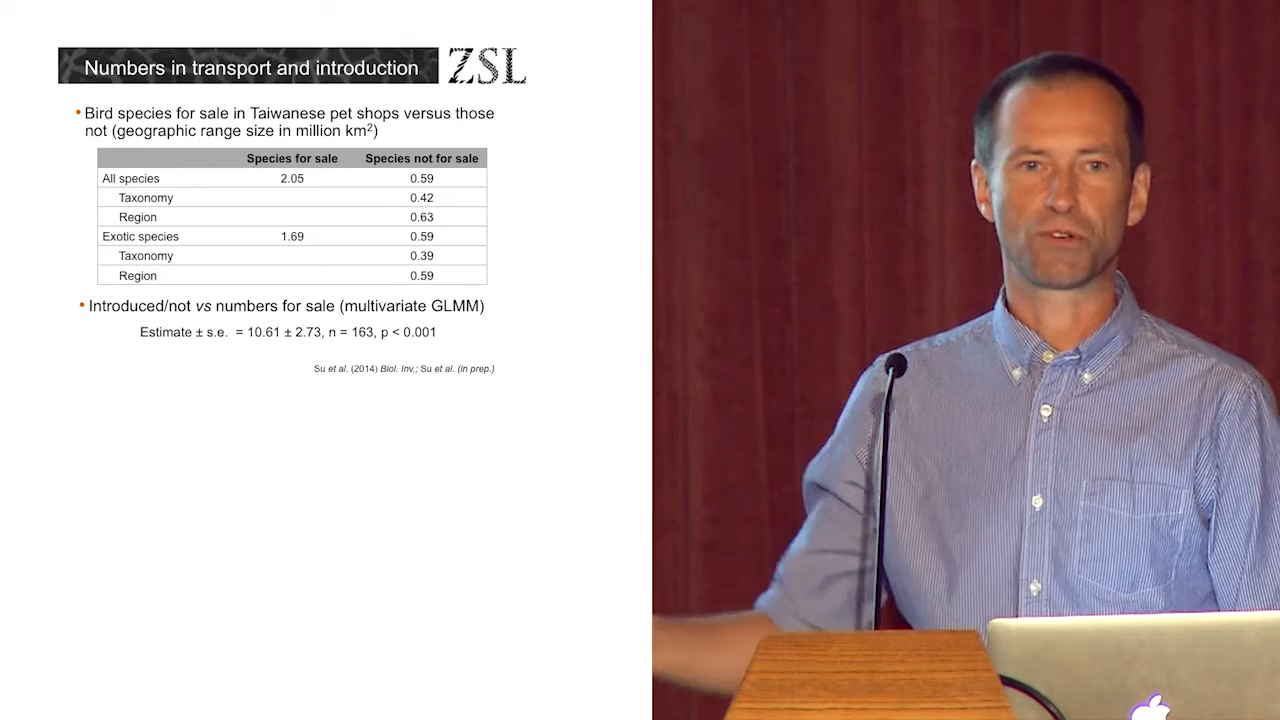 Numbers in transport and introduction
ZSL
• Bird species for sale in Taiwanese pet shops versus those
not (geographic range size in million km²)
Species for sale Species not for sale
All species 2.05 0.59
Taxonomy 0.42
Region 0.63
Exotic species 1.69 0.59
Taxonomy 0.39
Region 0.59
• Introduced/not vs numbers for sale (multivariate GLMM)
Estimate ± s.e. = 10.61 ± 2.73, n = 163, p < 0.001
Su et al. (2014) Biol. Inv.; Su et al. (in prep.)